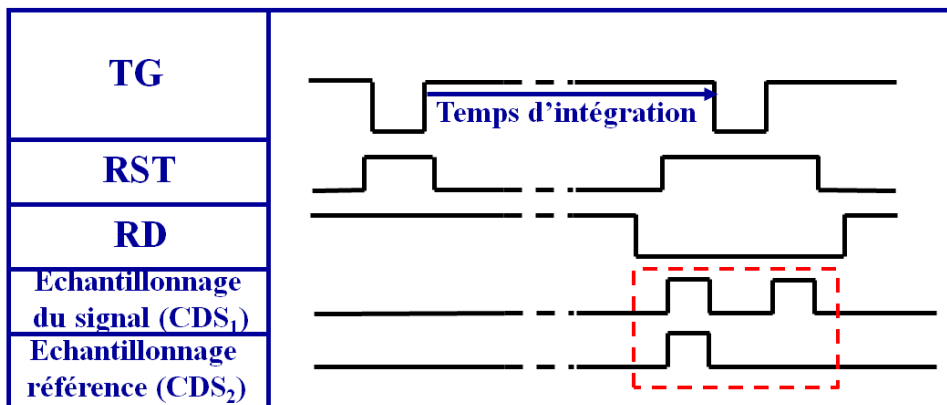 TG
Temps d’intégration
RST
RD
Echantillonnage
du signal (CDS₁)
Echantillonnage
référence (CDS₂)